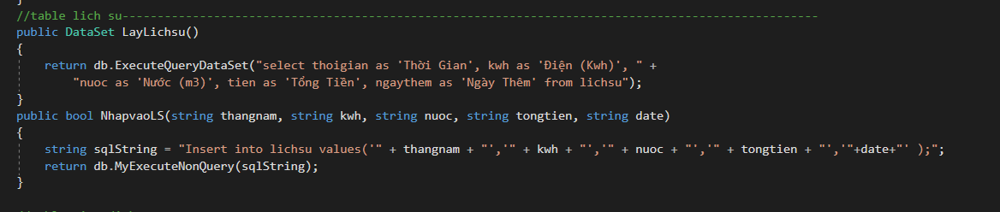 }
//table lich su----------------------------------------------------------------------------------------------------
public DataSet LayLichsu()
{
    return db.ExecuteQueryDataSet("select thoigian as 'Thời Gian', kwh as 'Điện (Kwh)', " +
        "nuoc as 'Nước (m3)', tien as 'Tổng Tiền', ngaythem as 'Ngày Thêm' from lichsu");
}
public bool NhapvaoLS(string thangnam, string kwh, string nuoc, string tongtien, string date)
{
    string sqlString = "Insert into lichsu values('" + thangnam + "','" + kwh + "','" + nuoc + "','" + tongtien + "','"+date+"' );";
    return db.MyExecuteNonQuery(sqlString);
}